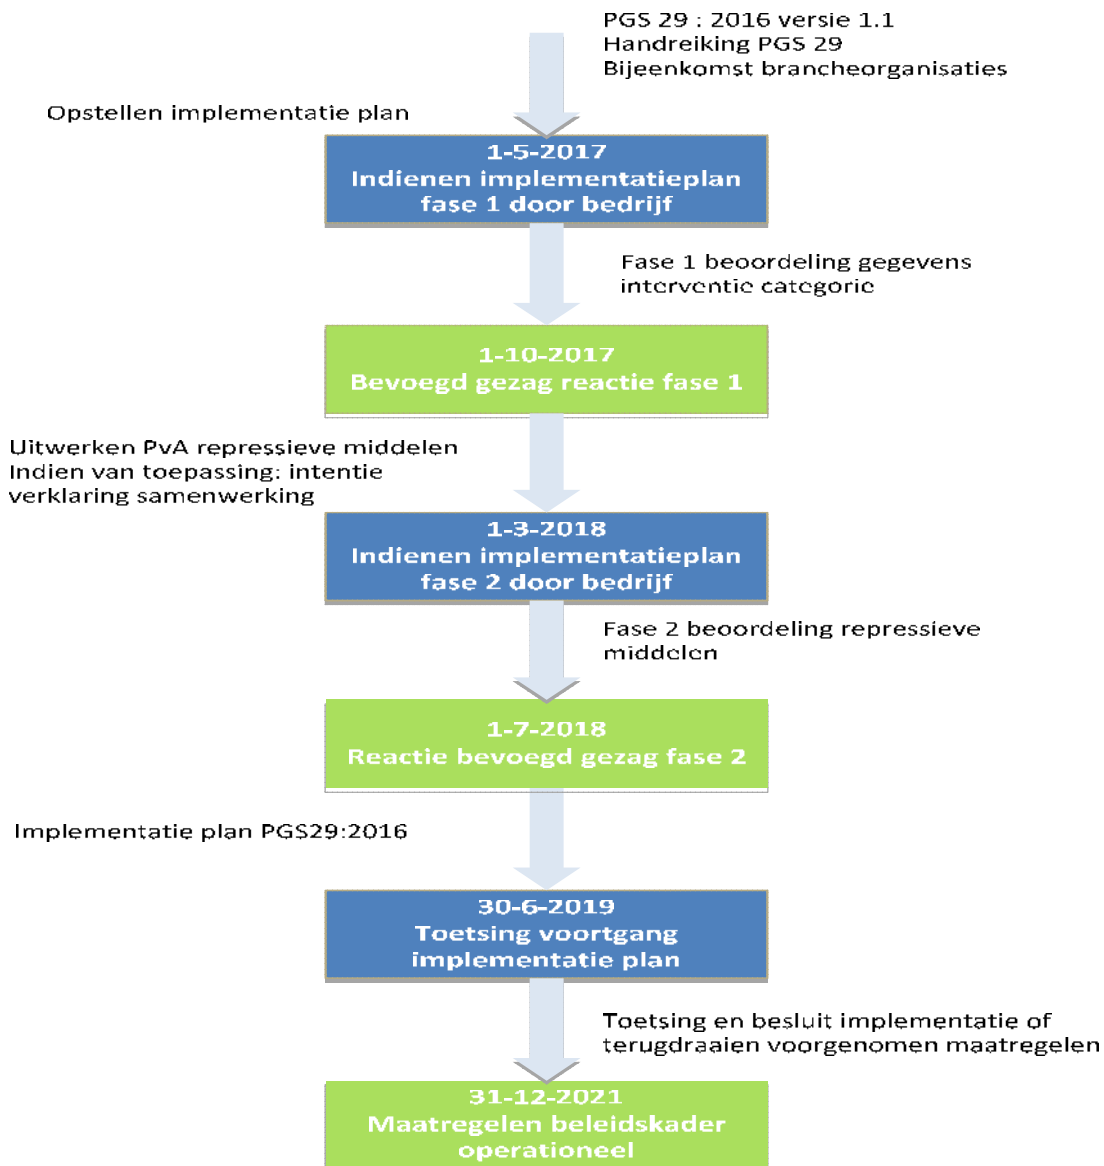 PGS 29 : 2016 versie 1.1
Handreiking PGS 29
Bijeenkomst brancheorganisaties
Opstellen implementatie plan
1-5-2017
Indienen implementatieplan
fase 1 door bedrijf
Fase 1 beoordeling gegevens
interventie categorie
1-10-2017
Bevoegd gezag reactie fase 1
Uitwerken PvA repressieve middelen
Indien van toepassing: intentie
verklaring samenwerking
1-3-2018
Indienen implementatieplan
fase 2 door bedrijf
Fase 2 beoordeling repressieve
middelen
1-7-2018
Reactie bevoegd gezag fase 2
Implementatie plan PGS29:2016
30-6-2019
Toetsing voortgang
implementatie plan
Toetsing en besluit implementatie of
terugdraaien voorgenomen maatregelen
31-12-2021
Maatregelen beleidskader
operationeel